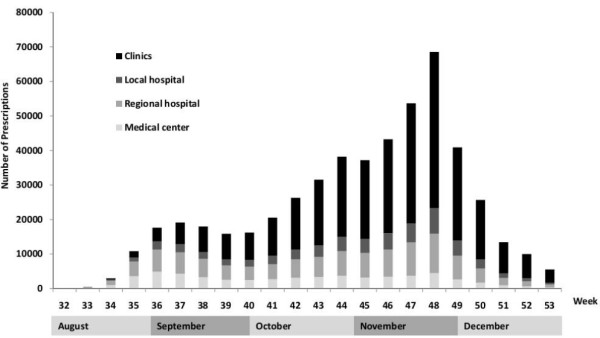 80000
70000
60000
50000
40000
30000
20000
10000
0
Number of Prescriptions
Clinics
Local hospital
Regional hospital
Medical center
32 33 34 35 36 37 38 39 40 41 42 43 44 45 46 47 48 49 50 51 52 53 Week
August September October November December